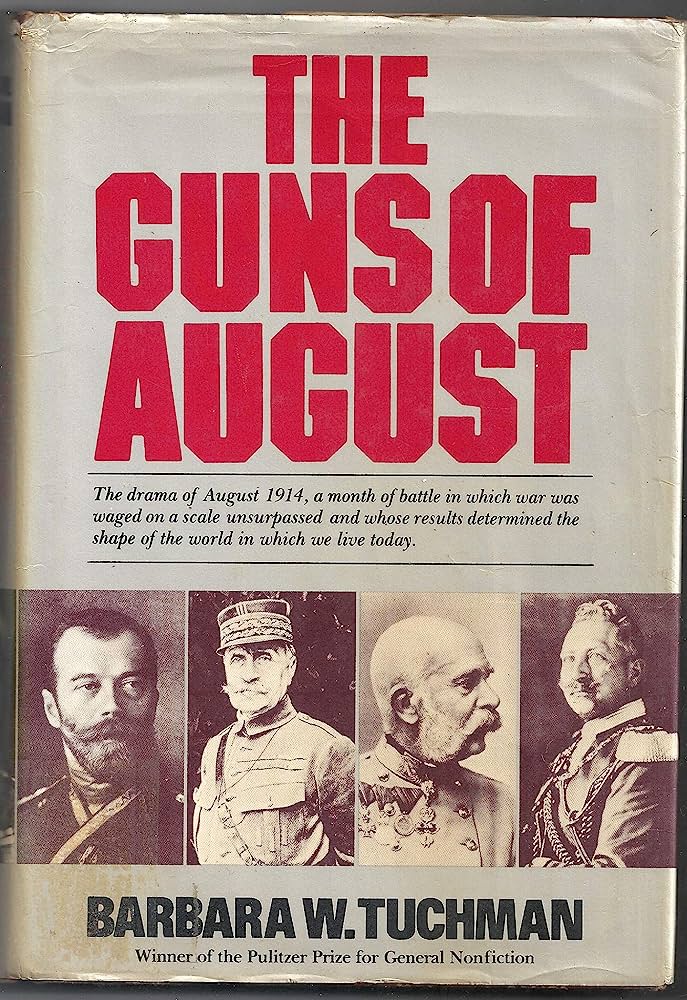 THE
GUNS OF
AUGUST
The drama of August 1914, a month of battle in which war was
waged on a scale unsurpassed and whose results determined the
shape of the world in which we live today.
BARBARA W. TUCHMAN
Winner of the Pulitzer Prize for General Nonfiction